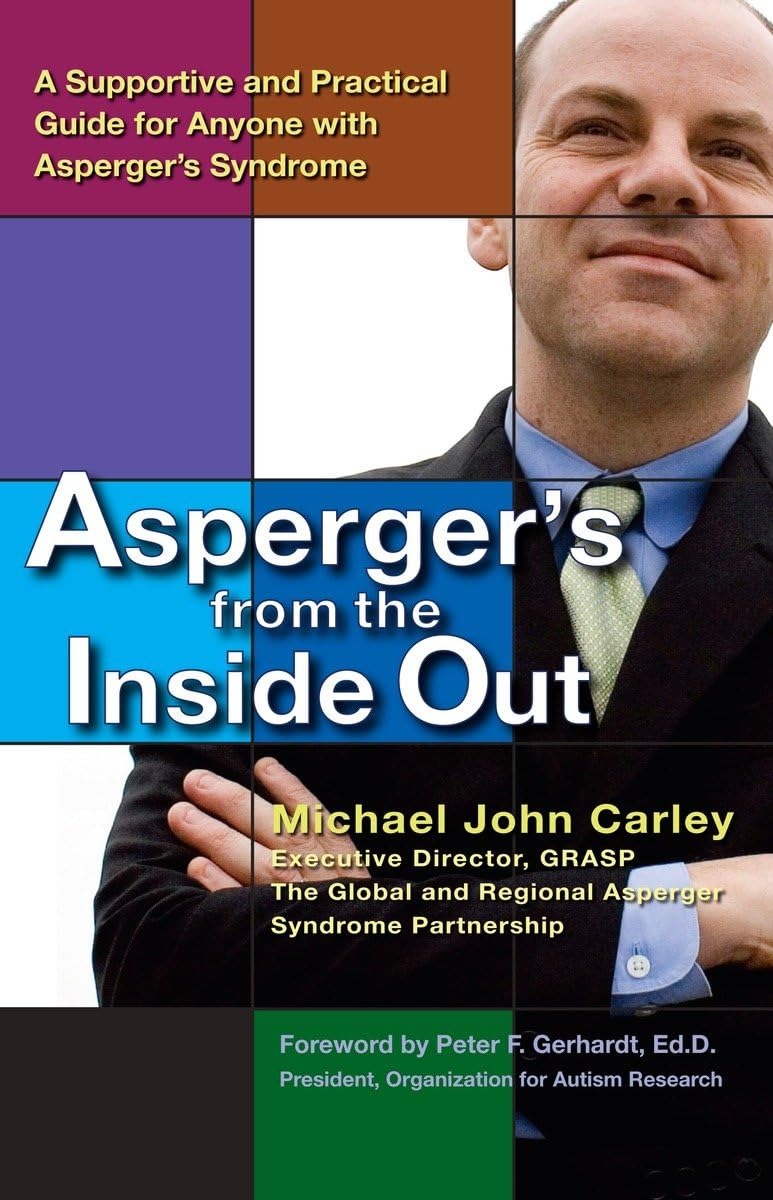 A Supportive and Practical
Guide for Anyone with
Asperger's Syndrome
Asperger's
from the
Inside Out
Michael John Carley
Executive Director, GRASP
The Global and Regional Asperger
Syndrome Partnership
Foreword by Peter F. Gerhardt, Ed.D.
President, Organization for Autism Research